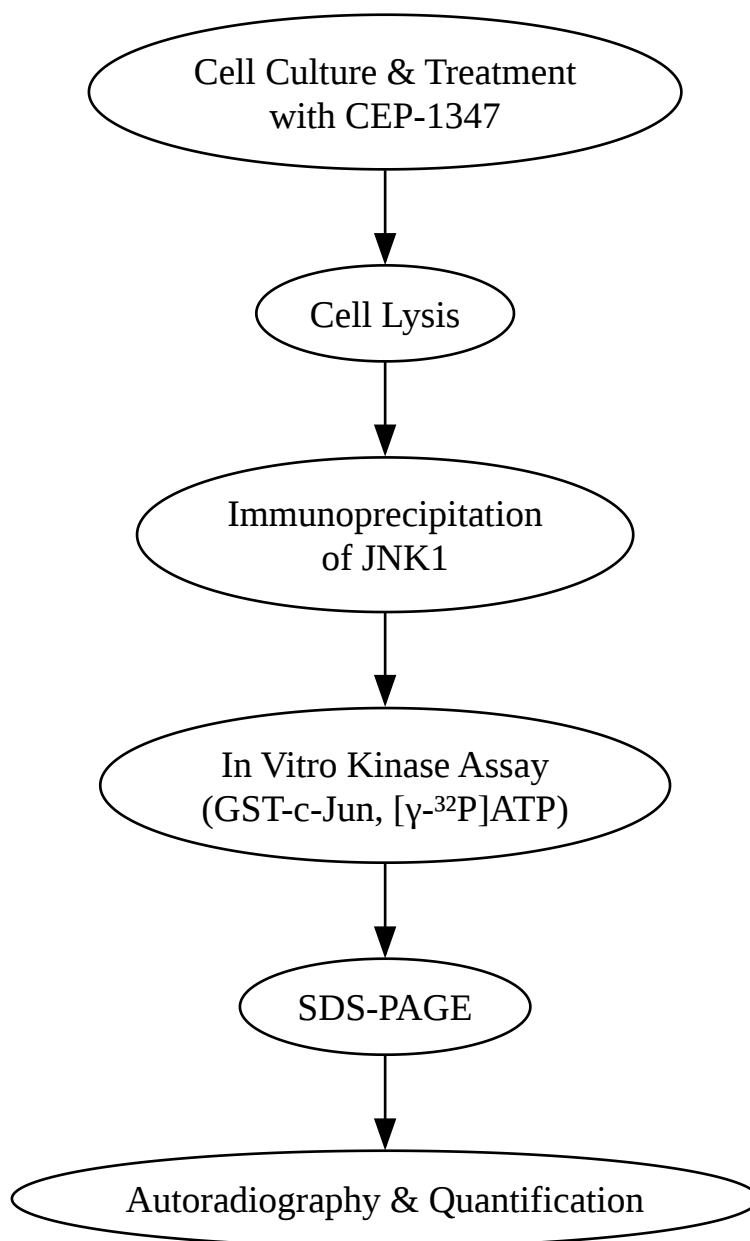 Cell Culture & Treatment
with CEP-1347
Cell Lysis
Immunoprecipitation
of JNK1
In Vitro Kinase Assay
(GST-c-Jun, [γ-³²P]ATP)
SDS-PAGE
Autoradiography & Quantification